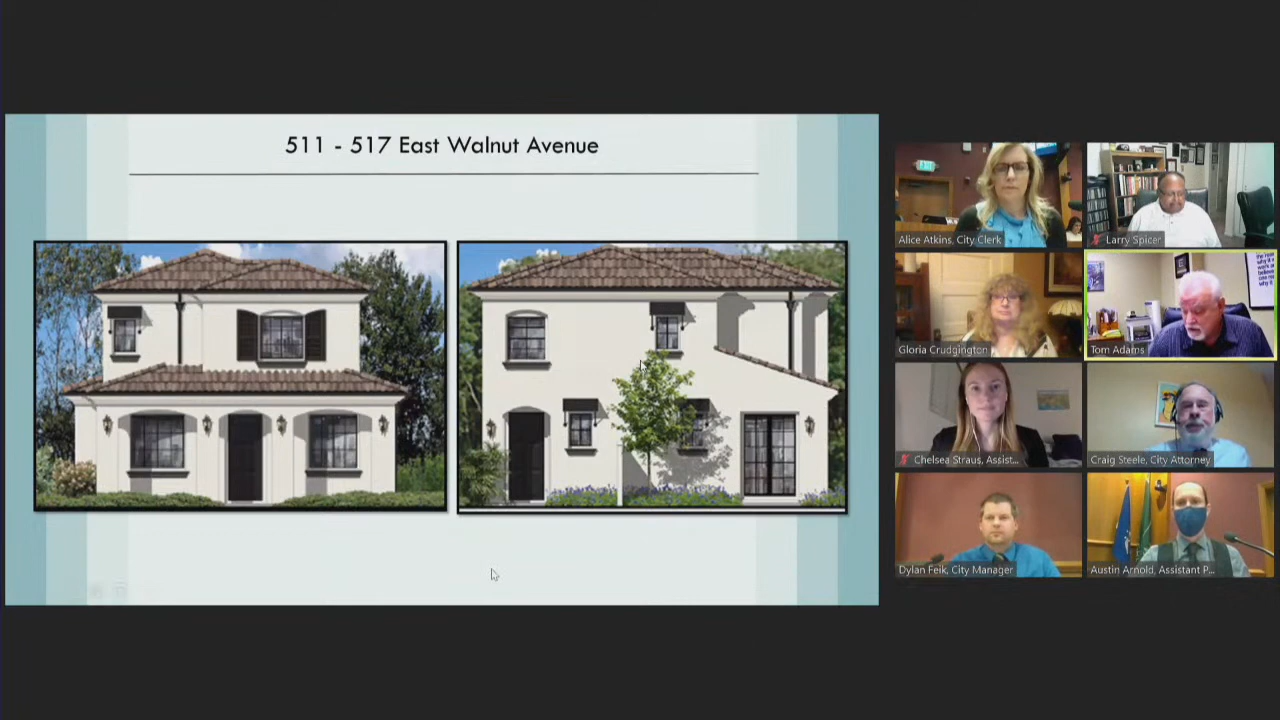 511 - 517 East Walnut Avenue
Alice Atkins, City Clerk
Larry Spicer
Gloria Crudgington
Tom Adams
Chelsea Straus, Assist...
Craig Steele, City Attorney
Dylan Feik, City Manager
Austin Arnold, Assistant P...